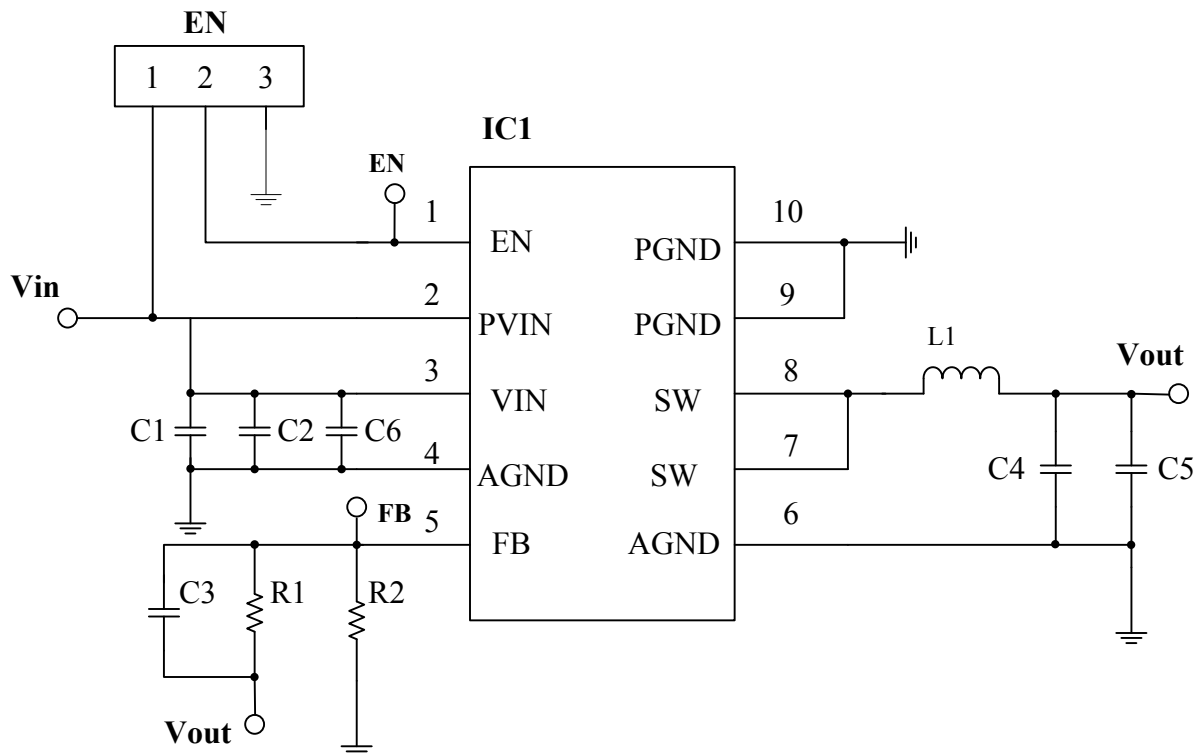 EN
1 2 3
IC1
EN
1
10
EN
PGND
Vin
2
9
PVIN
PGND
L1
Vout
3
8
VIN
SW
C1
C2
C6
4
7
AGND
SW
C4
C5
FB
5
6
FB
AGND
C3
R1
R2
Vout